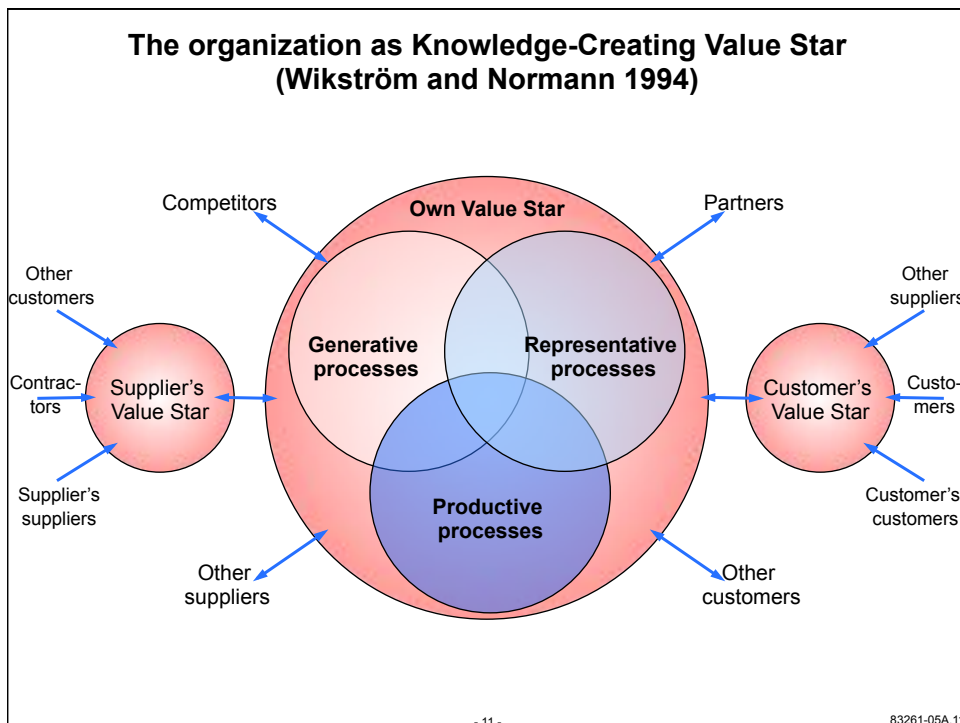 The organization as Knowledge-Creating Value Star
(Wikström and Normann 1994)
Competitors
Own Value Star
Partners
Other
customers
Other
suppliers
Generative
processes
Representative
processes
Contrac-
tors
Supplier's
Value Star
Customer's
Value Star
Custo-
mers
Supplier's
suppliers
Productive
processes
Customer's
customers
Other
suppliers
Other
customers
- 11 -